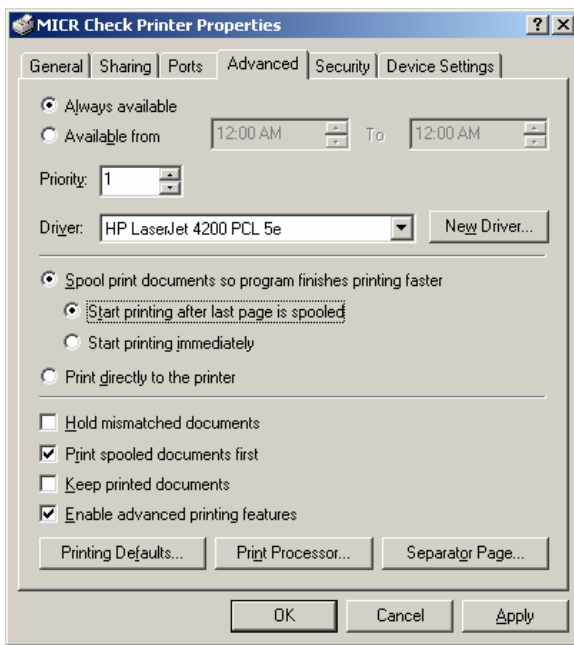 MICR Check Printer Properties
General Sharing Ports Advanced Security Device Settings
Always available
Available from 12:00 AM To 12:00 AM
Priority: 1
Driver: HP LaserJet 4200 PCL 5e New Driver...
Spool print documents so program finishes printing faster
Start printing after last page is spooled
Start printing immediately
Print directly to the printer
Hold mismatched documents
Print spooled documents first
Keep printed documents
Enable advanced printing features
Printing Defaults... Print Processor... Separator Page...
OK Cancel Apply